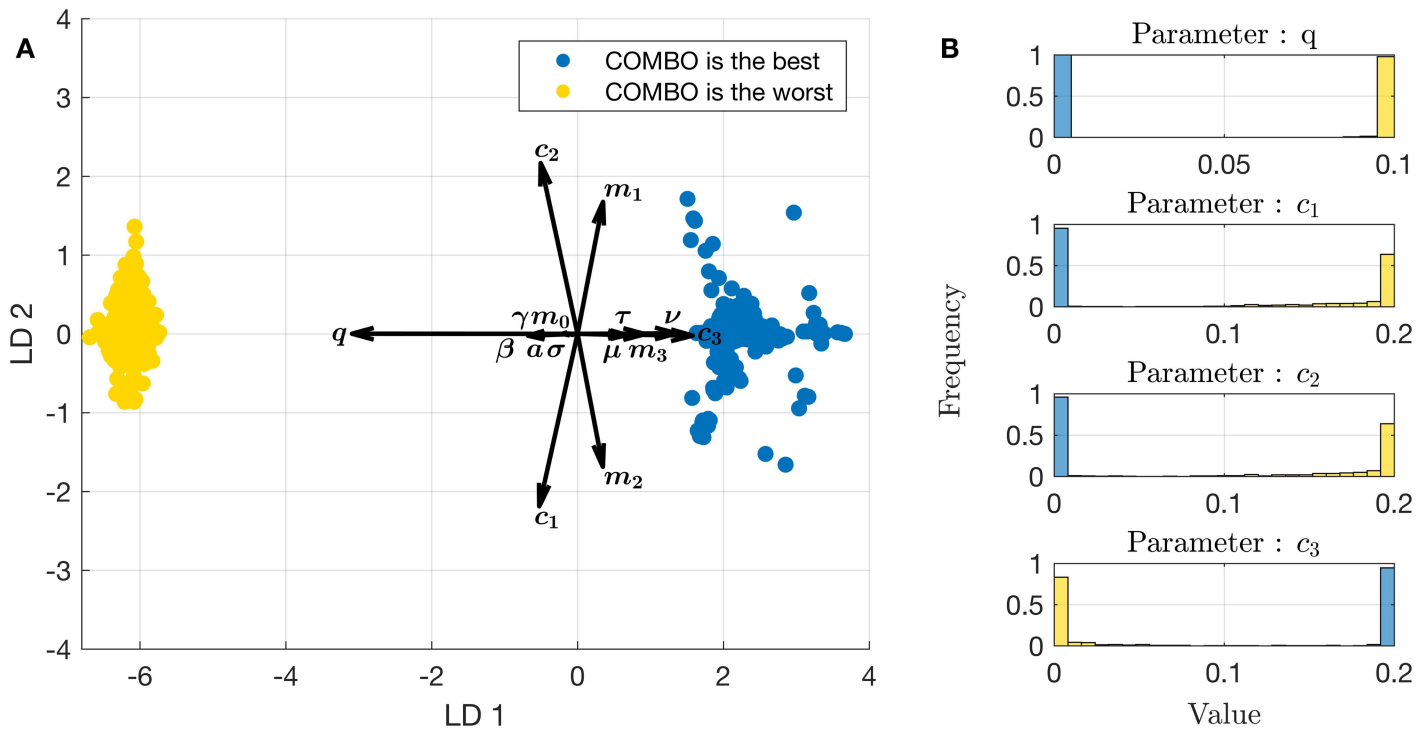 A
4
3
2
1
0
-1
-2
-3
-4
LD 2
-6
-4
-2
0
2
4
LD 1
COMBO is the best
COMBO is the worst
c2
m1
γ m0 τ ν
q c3
β a σ μ m3
m2
c1
B
Frequency
Parameter : q
1
0.5
0
0 0.05 0.1
Parameter : c1
1
0.5
0
0 0.1 0.2
Parameter : c2
1
0.5
0
0 0.1 0.2
Parameter : c3
1
0.5
0
0 0.1 0.2
Value